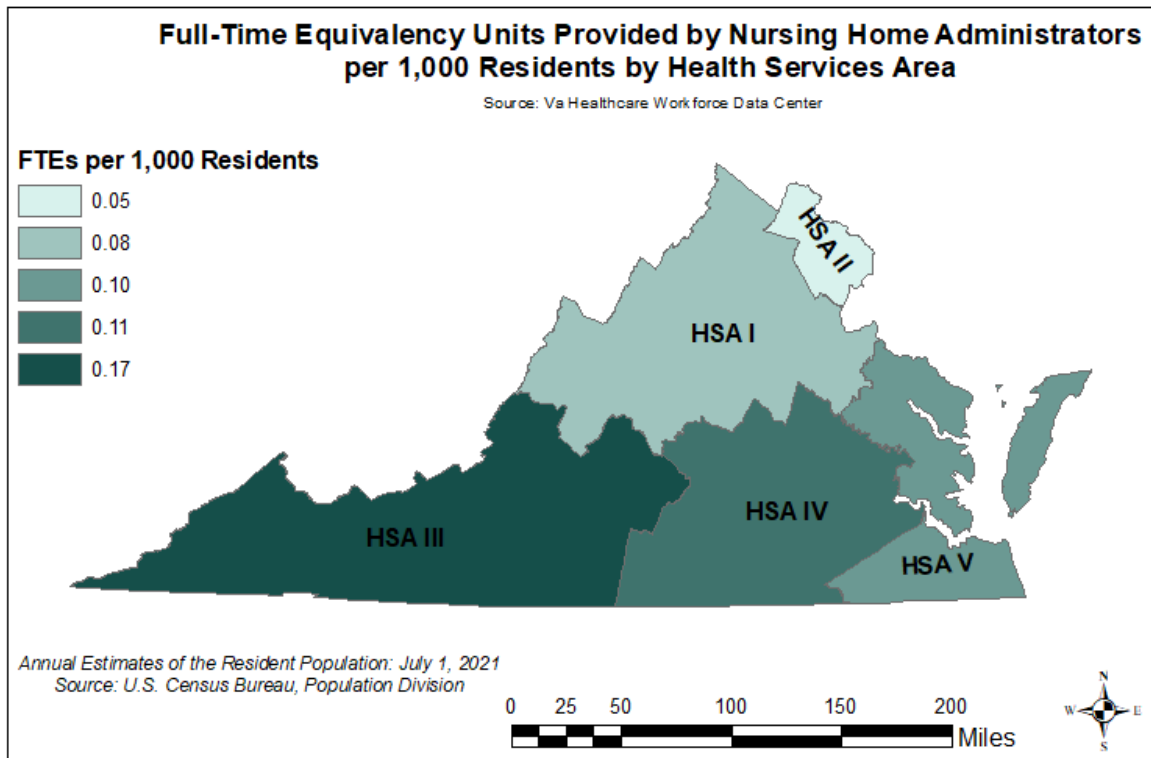 Full-Time Equivalency Units Provided by Nursing Home Administrators
per 1,000 Residents by Health Services Area
Source: Va Healthcare Workforce Data Center
FTEs per 1,000 Residents
0.05
0.08
0.10
0.11
0.17
HSA II
HSA I
HSA III
HSA IV
HSA V
Annual Estimates of the Resident Population: July 1, 2021
Source: U.S. Census Bureau, Population Division
0 25 50 100 150 200
Miles
N
W E
S